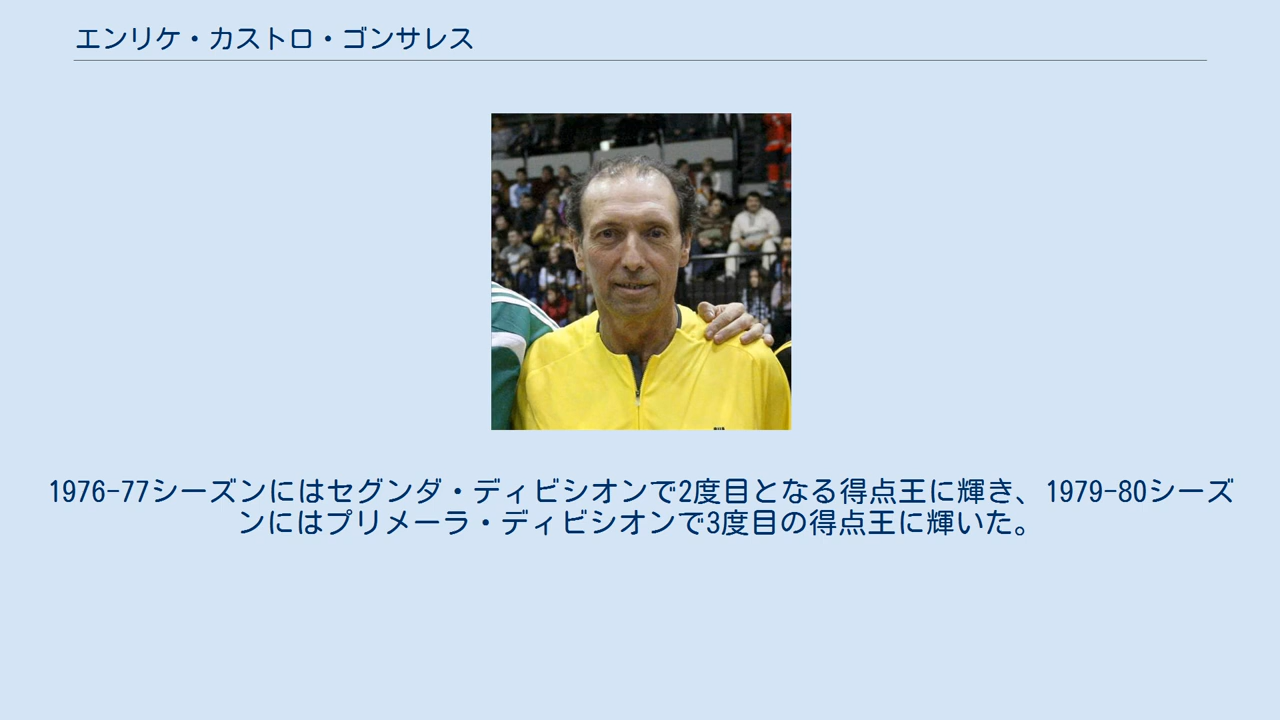 エンリケ・カストロ・ゴンサレス
1976-77シーズンにはセグンダ・ディビシオンで2度目となる得点王に輝き、1979-80シーズ
ンにはプリメーラ・ディビシオンで3度目の得点王に輝いた。